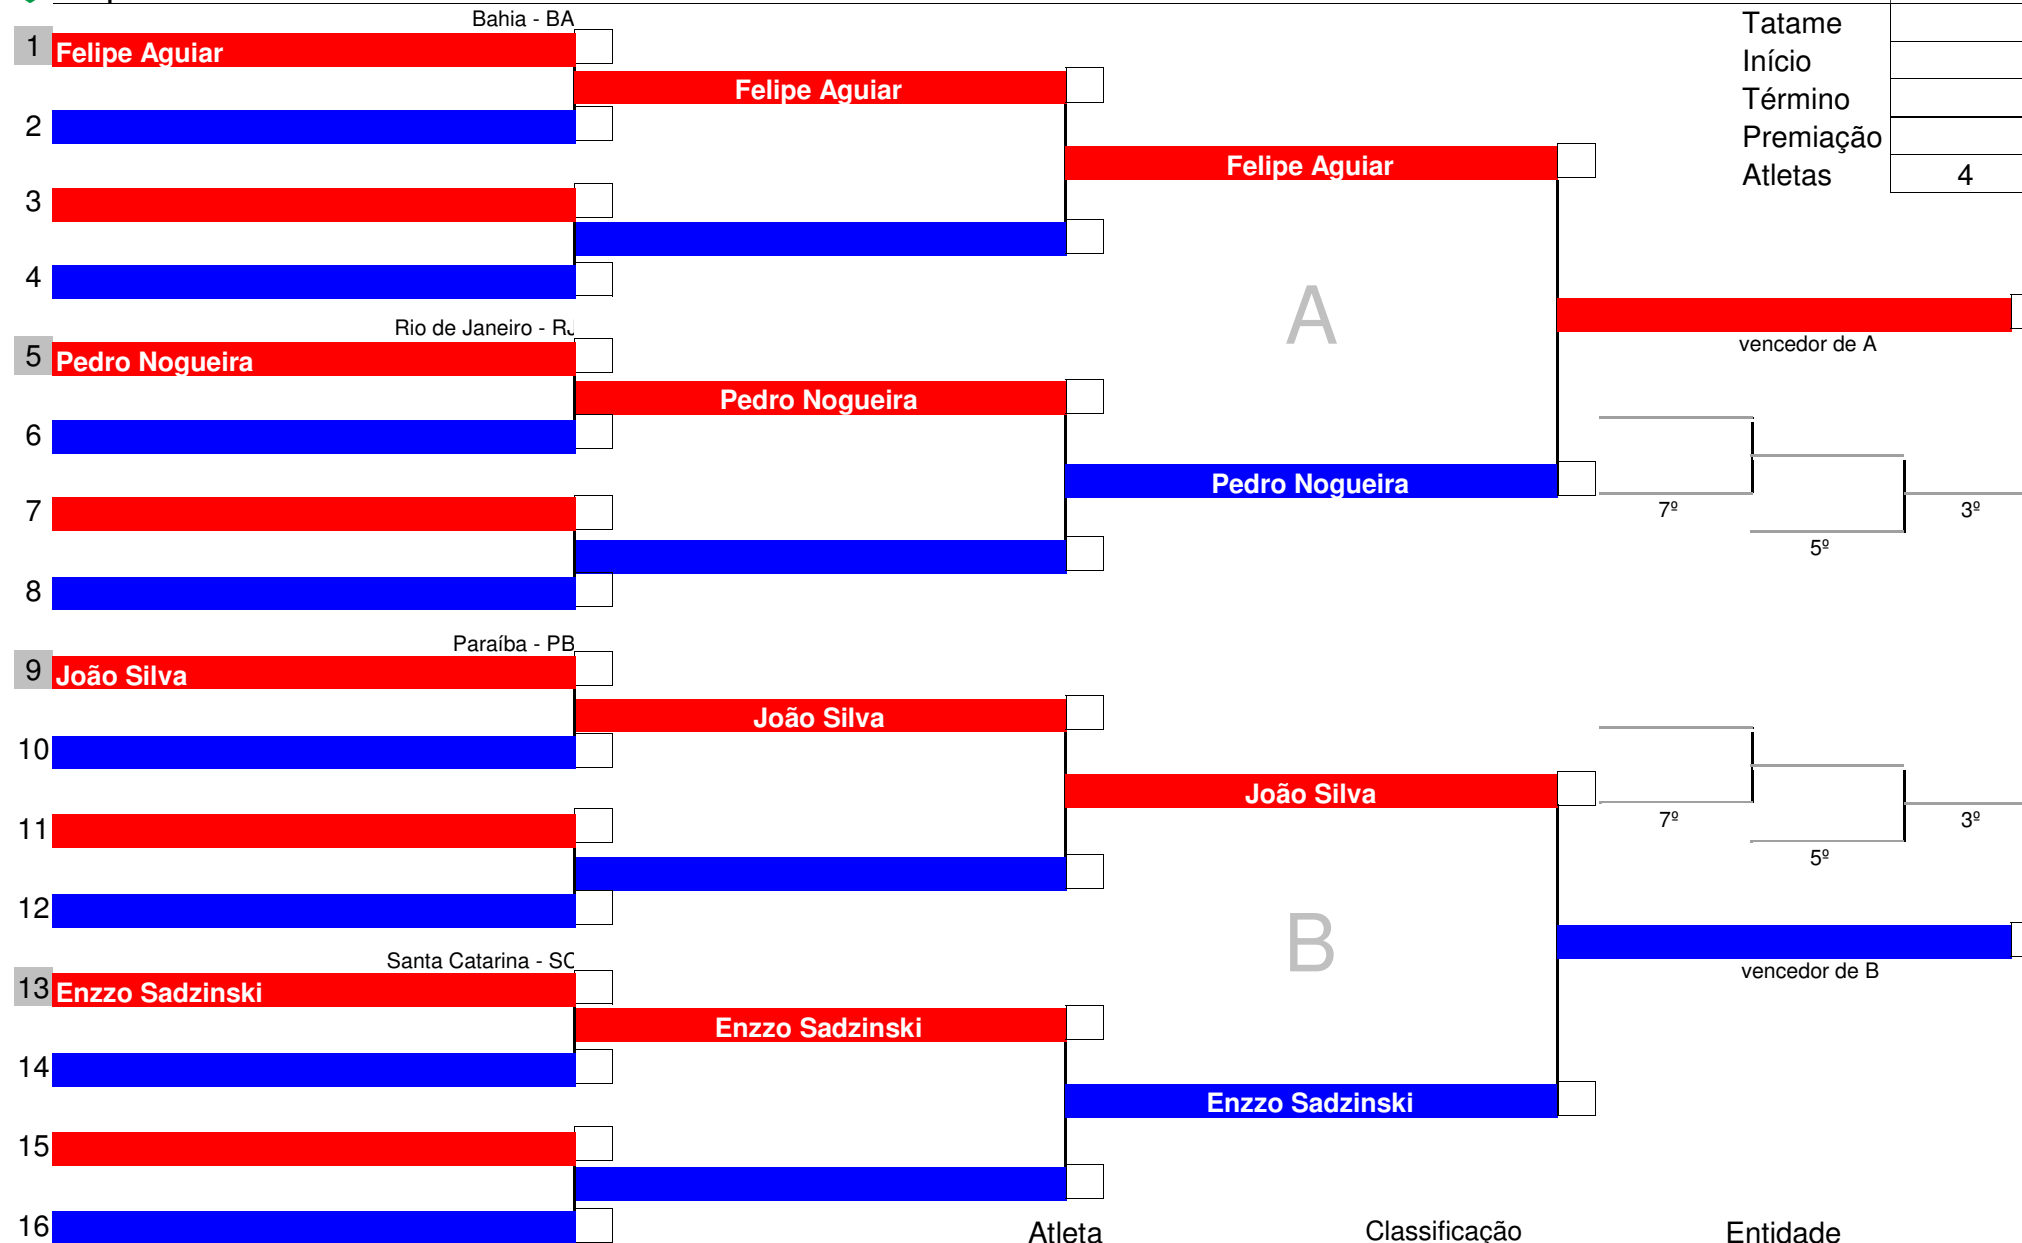 Bahia - BA
Tatame
1 Felipe Aguiar
Início
Felipe Aguiar
Término
2
Premiação
Felipe Aguiar
Atletas 4
3
4
A
Rio de Janeiro - RJ
vencedor de A
5 Pedro Nogueira
Pedro Nogueira
6
Pedro Nogueira
7
7º 3º
5º
8
Paraíba - PB
9 João Silva
João Silva
10
João Silva
11
7º 3º
5º
12
B
Santa Catarina - SC
vencedor de B
13 Enzzo Sadzinski
Enzzo Sadzinski
14
Enzzo Sadzinski
15
16
Atleta Classificação Entidade